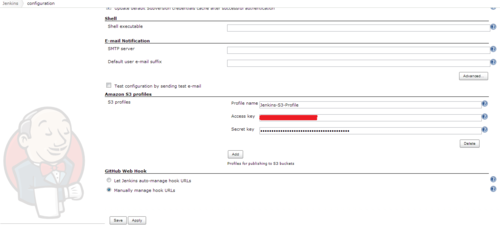 Jenkins configuration
Update default Subversion credentials cache after successful authentication
Shell
Shell executable
E-mail Notification
SMTP server
Default user e-mail suffix
Advanced...
Test configuration by sending test e-mail
Amazon S3 profiles
S3 profiles
Profile name
Jenkins-S3-Profile
Access key
Secret key
Delete
Add
Profiles for publishing to S3 buckets
GitHub Web Hook
Let Jenkins auto-manage hook URLs
Manually manage hook URLs
Save Apply